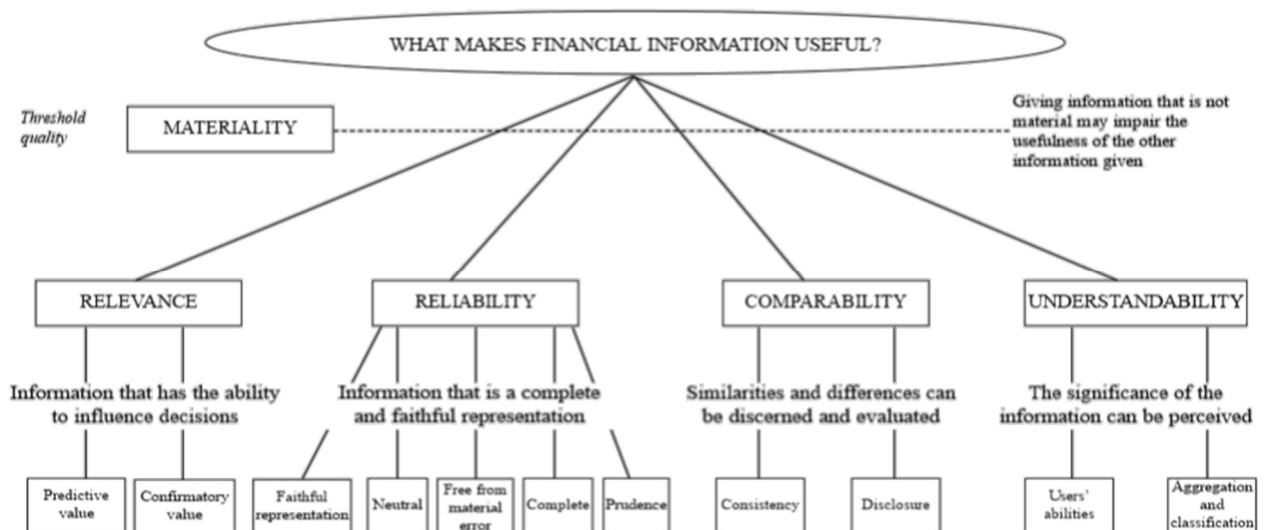 WHAT MAKES FINANCIAL INFORMATION USEFUL?
Threshold
quality
MATERIALITY
Giving information that is not
material may impair the
usefulness of the other
information given
RELEVANCE
RELIABILITY
COMPARABILITY
UNDERSTANDABILITY
Information that has the ability
to influence decisions
Information that is a complete
and faithful representation
Similarities and differences can
be discerned and evaluated
The significance of the
information can be perceived
Predictive
value
Confirmatory
value
Faithful
representation
Neutral
Free from
material
error
Complete
Prudence
Consistency
Disclosure
Users'
abilities
Aggregation
and
classification